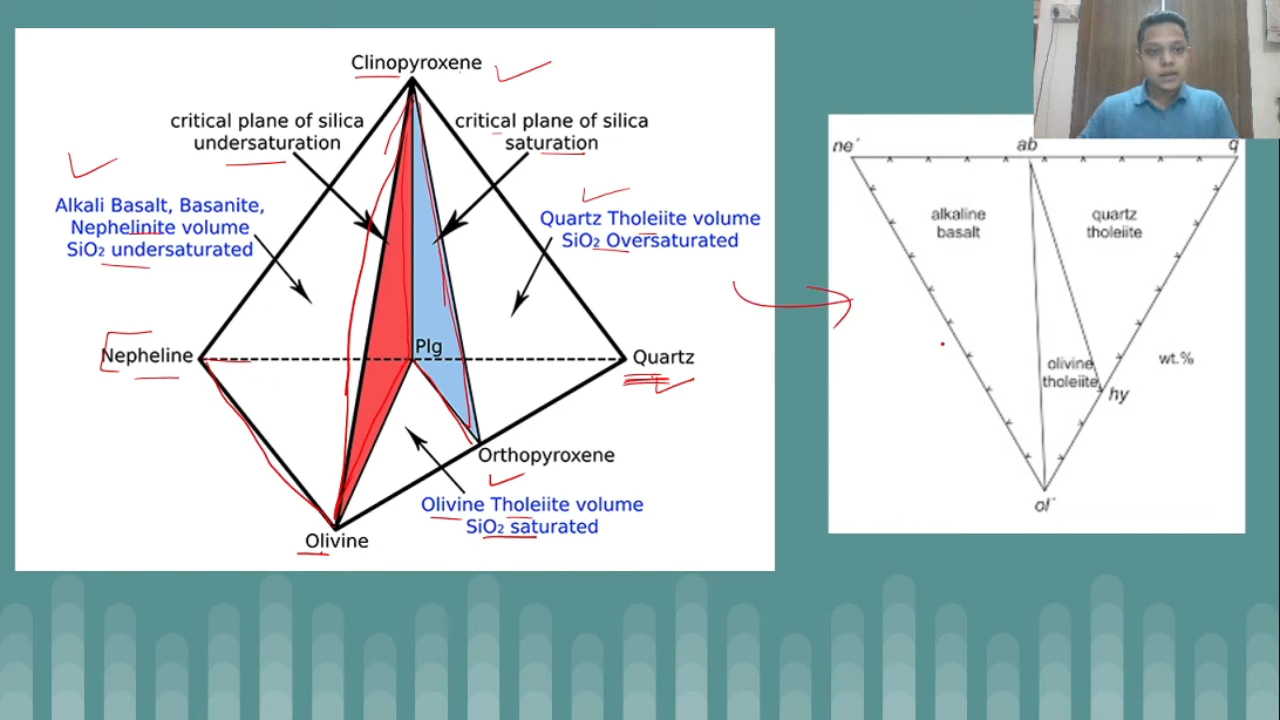 Clinopyroxene
critical plane of silica
undersaturation
critical plane of silica
saturation
Alkali Basalt, Basanite,
Nephelinite volume
SiO₂ undersaturated
Quartz Tholeiite volume
SiO₂ Oversaturated
Plg
Nepheline
Quartz
Orthopyroxene
Olivine Tholeiite volume
SiO₂ saturated
Olivine
ne´
ab
q
alkaline
basalt
quartz
tholeiite
olivine
tholeiite
wt.%
hy
ol´